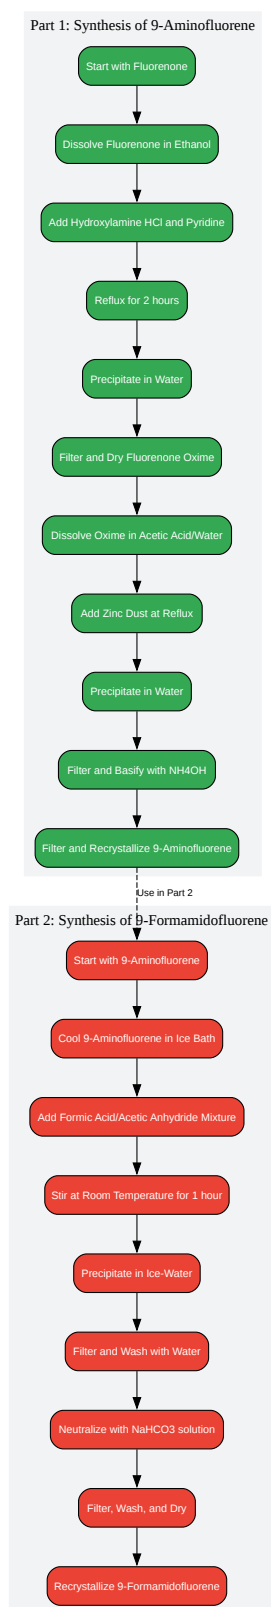 Part 1: Synthesis of 9-Aminofluorene
Start with Fluorenone
Dissolve Fluorenone in Ethanol
Add Hydroxylamine HCl and Pyridine
Reflux for 2 hours
Precipitate in Water
Filter and Dry Fluorenone Oxime
Dissolve Oxime in Acetic Acid/Water
Add Zinc Dust at Reflux
Precipitate in Water
Filter and Basify with NH4OH
Filter and Recrystallize 9-Aminofluorene
Use in Part 2
Part 2: Synthesis of 9-Formamidofluorene
Start with 9-Aminofluorene
Cool 9-Aminofluorene in Ice Bath
Add Formic Acid/Acetic Anhydride Mixture
Stir at Room Temperature for 1 hour
Precipitate in Ice-Water
Filter and Wash with Water
Neutralize with NaHCO3 solution
Filter, Wash, and Dry
Recrystallize 9-Formamidofluorene